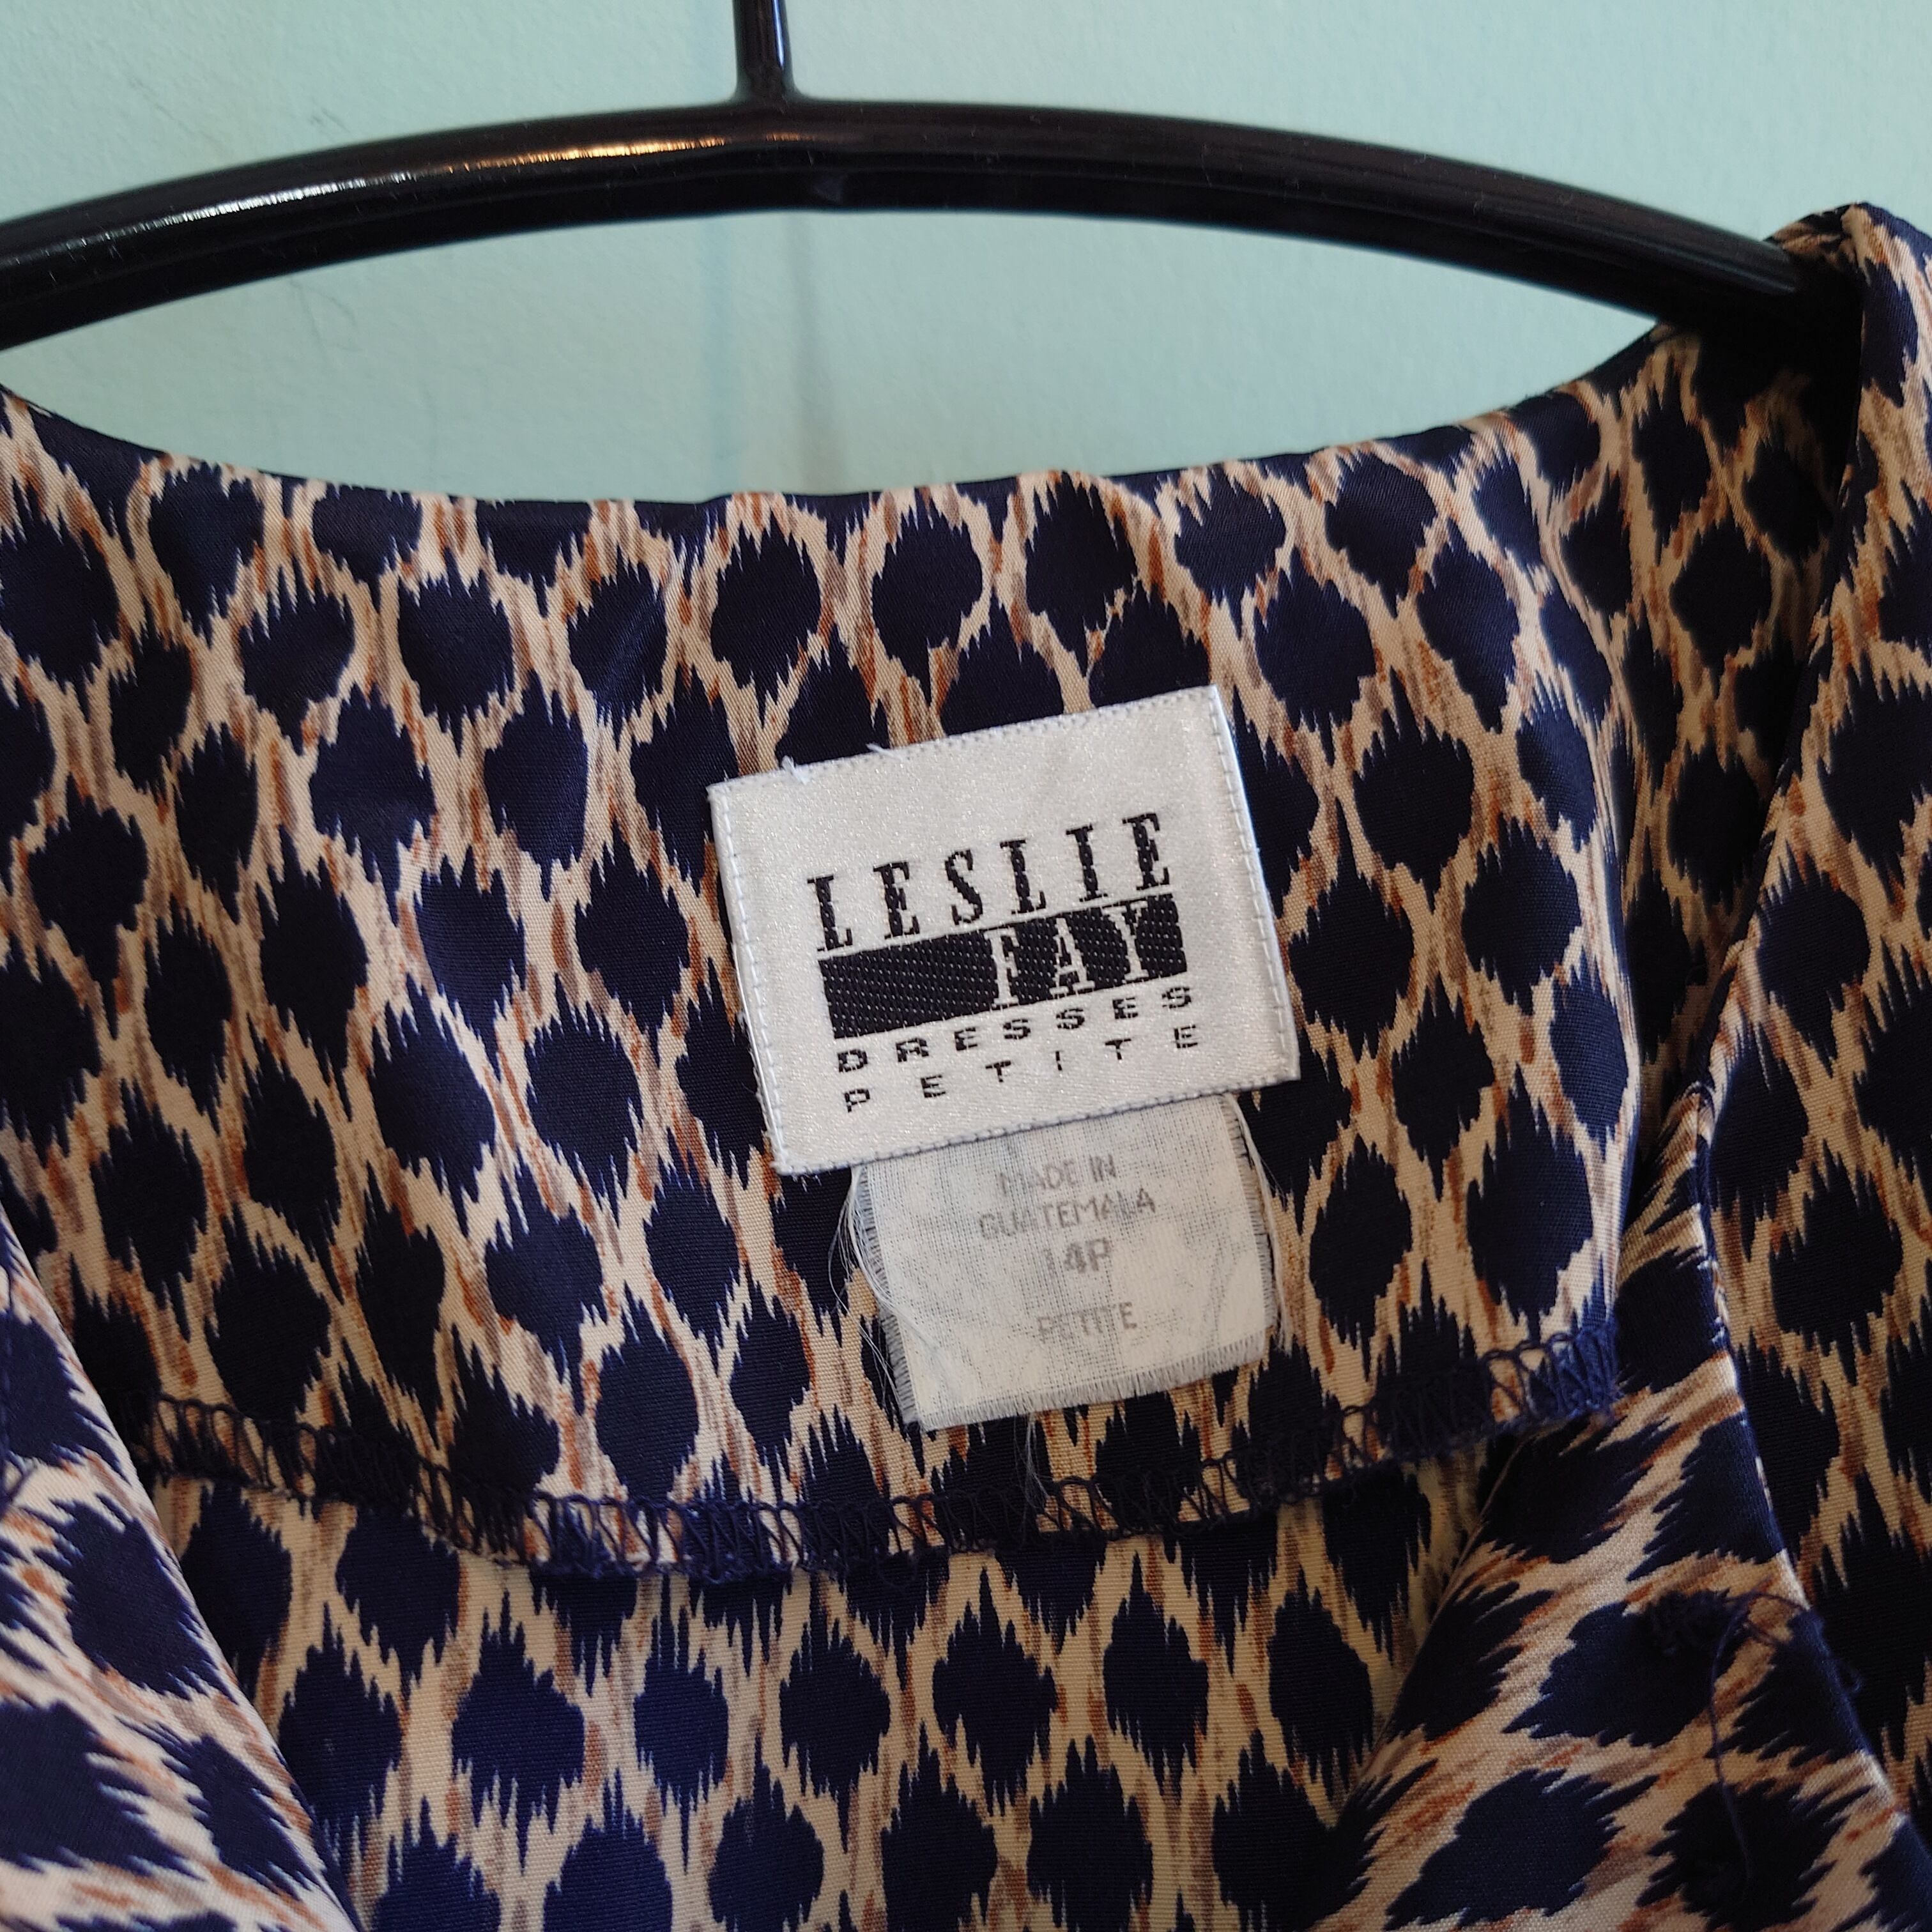 LESLIE
FAY
DRESSES
PETITE
MADE IN
GUATEMALA
14P
PETITE